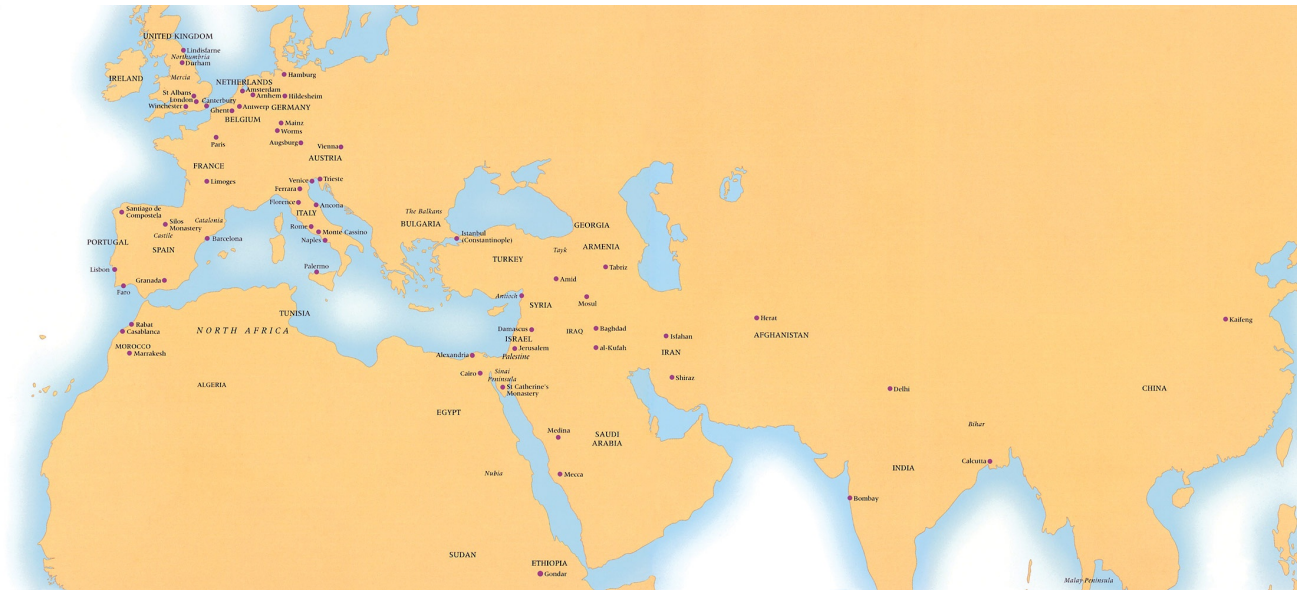 UNITED KINGDOM
Lindisfarne
Northumbria
Durham
IRELAND
Mercia
Hamburg
NETHERLANDS
Amsterdam
St Albans
Arnhem
Hildesheim
London
Canterbury
Winchester
Ghent
Antwerp
GERMANY
BELGIUM
Mainz
Worms
Paris
Augsburg
Vienna
AUSTRIA
FRANCE
Limoges
Venice
Trieste
Ferrara
Florence
Ancona
ITALY
Santiago de
Compostela
Silos
Monastery
Catalonia
Castile
Barcelona
Rome
Monte Cassino
Naples
The Balkans
BULGARIA
Istanbul
(Constantinople)
GEORGIA
PORTUGAL
SPAIN
ARMENIA
Tayk
TURKEY
Lisbon
Granada
Faro
Palermo
Amid
Tabriz
Antioch
SYRIA
Mosul
TUNISIA
NORTH AFRICA
Rabat
Casablanca
MOROCCO
Marrakesh
Damascus
ISRAEL
Jerusalem
Palestine
IRAQ
Baghdad
al-Kufah
Isfahan
IRAN
Herat
AFGHANISTAN
Kaifeng
Alexandria
Cairo
Sinai
Peninsula
St Catherine's
Monastery
Shiraz
ALGERIA
EGYPT
Delhi
CHINA
Medina
SAUDI
ARABIA
Bihar
Nubia
Mecca
Calcutta
INDIA
Bombay
SUDAN
ETHIOPIA
Gondar
Malay Peninsula